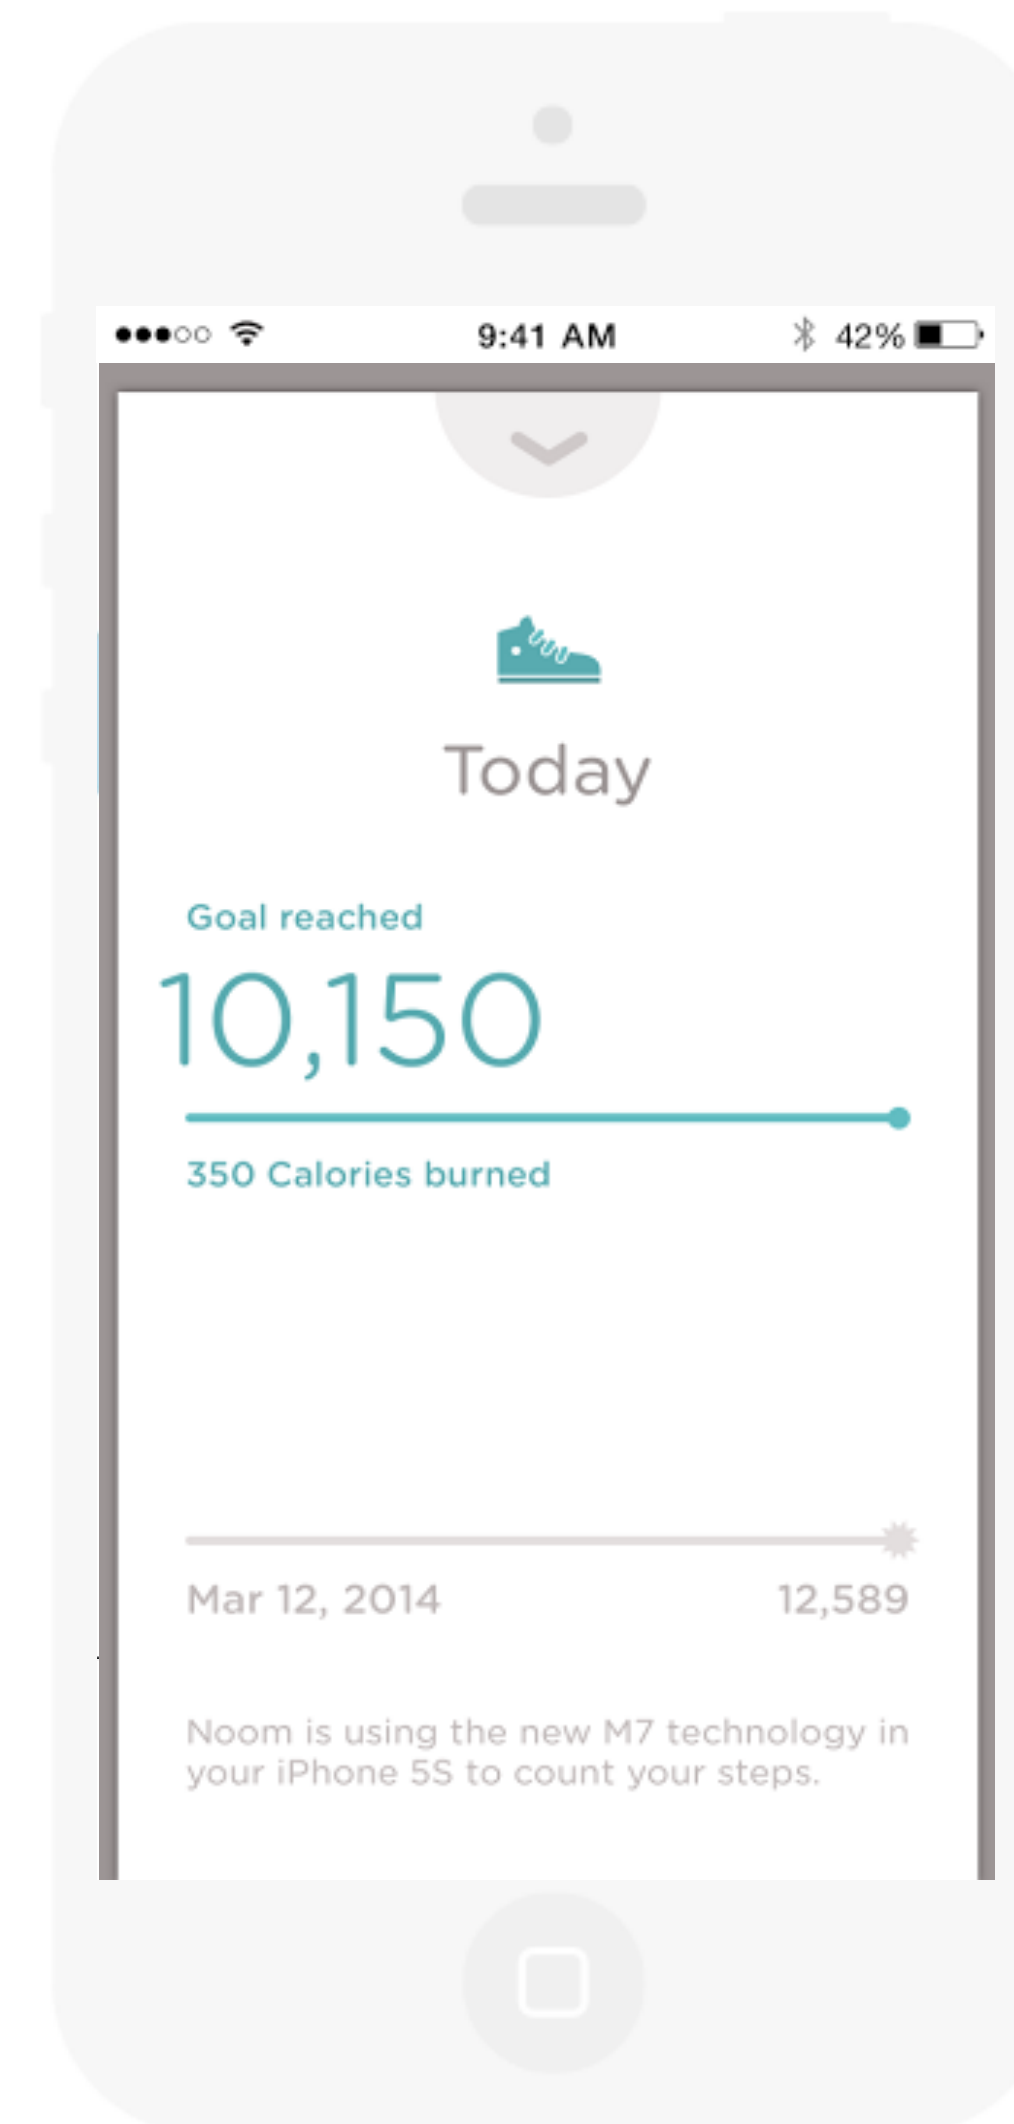 9:41 AM 42%
Today
Goal reached
10,150
350 Calories burned
Mar 12, 2014 12,589
Noom is using the new M7 technology in
your iPhone 5S to count your steps.